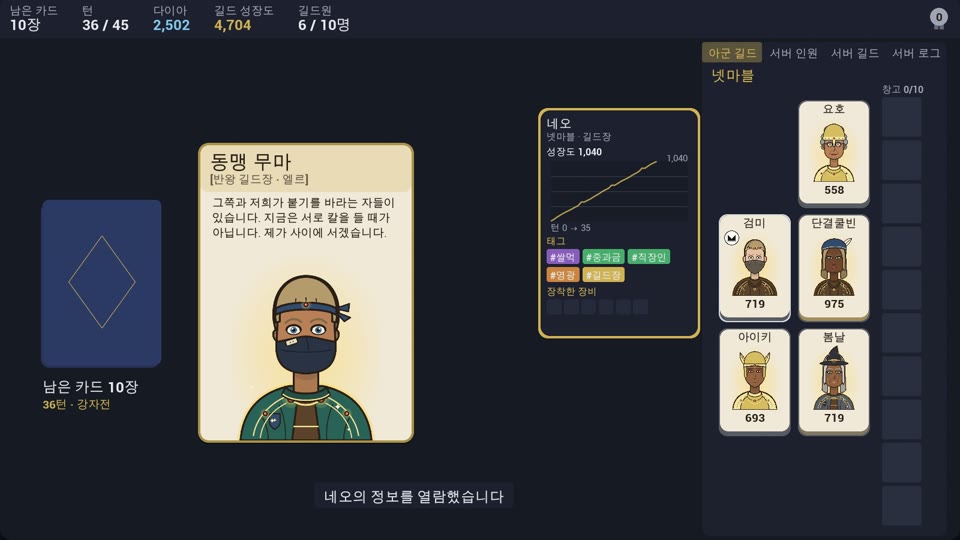 남은 카드
10장
턴
36 / 45
다이아
2,502
길드 성장도
4,704
길드원
6 / 10명
0
아군 길드
서버 인원
서버 길드
서버 로그
넷마블
창고 0/10
요호
558
검미
719
단결쿨빈
975
아이키
693
봄날
719
네오
넷마블 · 길드장
성장도 1,040
1,040
턴 0 → 35
태그
#쌀먹 #중과금 #직장인
#영광 #길드장
장착한 장비
동맹 무마
[반왕 길드장 - 엘르]
그쪽과 저희가 붙기를 바라는 자들이
있습니다. 지금은 서로 칼을 들 때가
아닙니다. 제가 사이에 서겠습니다.
남은 카드 10장
36턴 · 강자전
네오의 정보를 열람했습니다